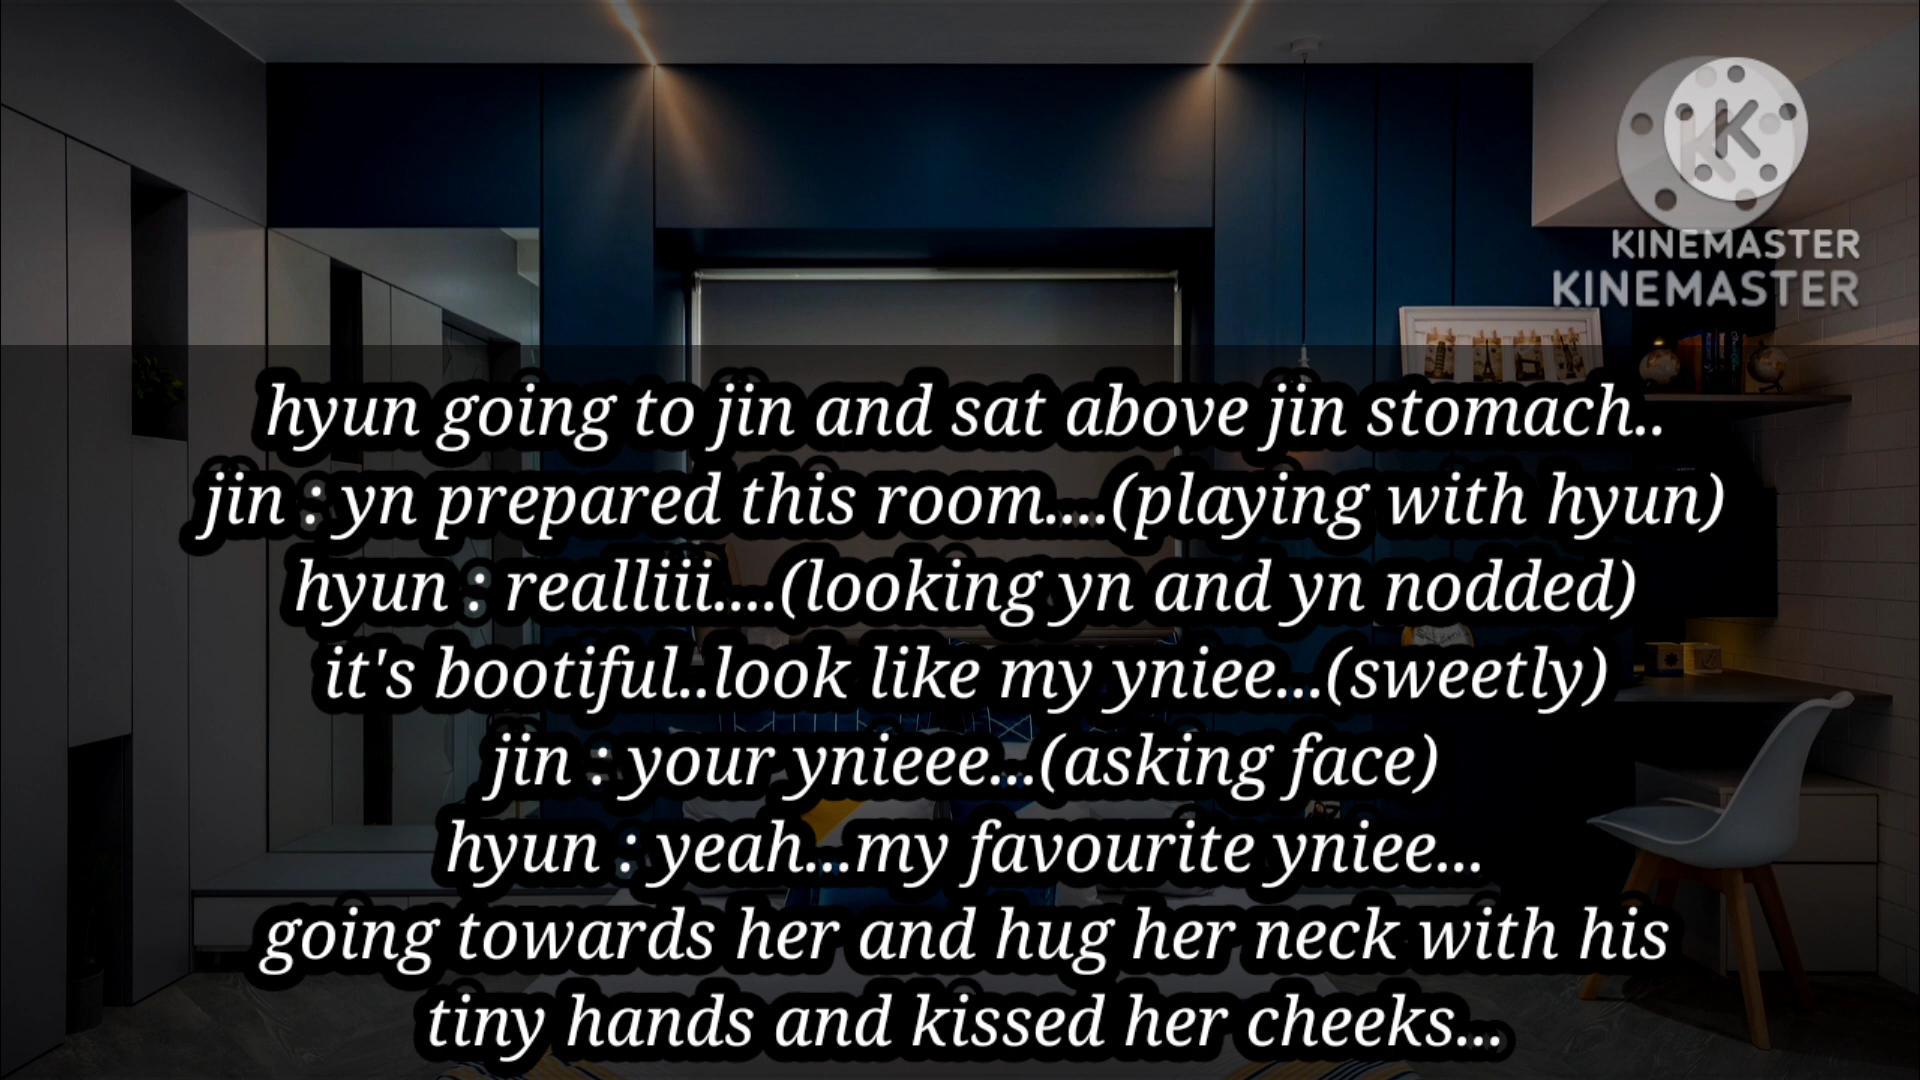 KINEMASTER
KINEMASTER
hyun going to jin and sat above jin stomach..
jin : yn prepared this room....(playing with hyun)
hyun : realliii....(looking yn and yn nodded)
it's bootiful..look like my yniee...(sweetly)
jin : your ynieee...(asking face)
hyun : yeah...my favourite yniee...
going towards her and hug her neck with his
tiny hands and kissed her cheeks...